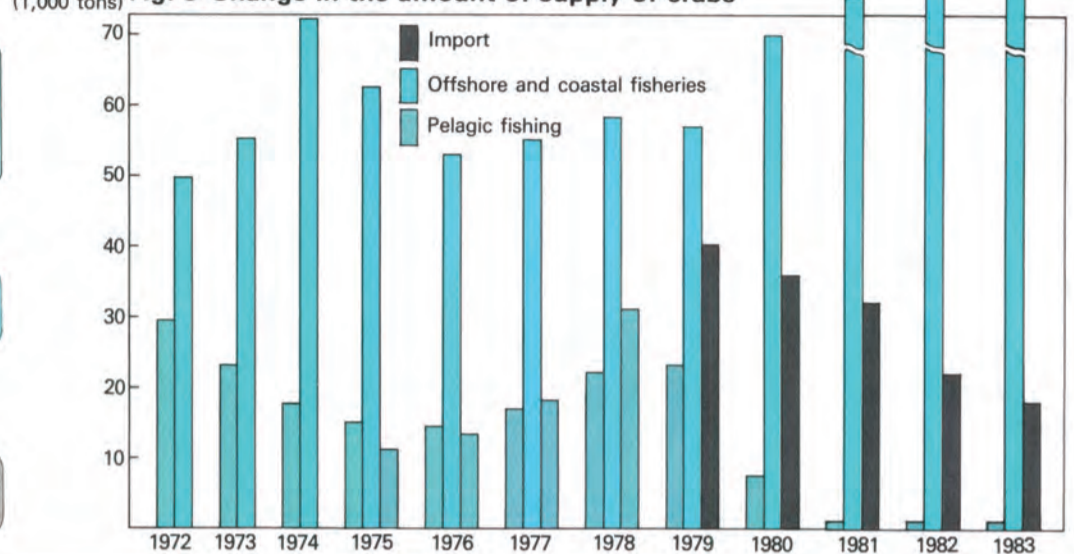 (1,000 tons)
Change in the amount of supply of crabs
70
Import
Offshore and coastal fisheries
60
Pelagic fishing
50
40
30
20
10
1972 1973 1974 1975 1976 1977 1978 1979 1980 1981 1982 1983